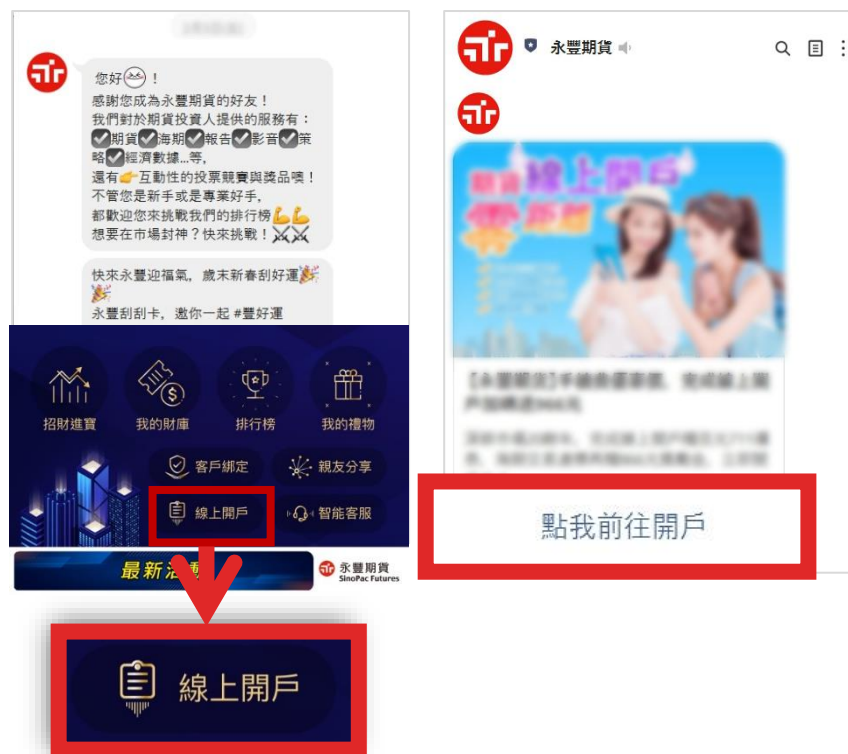 您好！
感謝您成為永豐期貨的好友！
我們對於期貨投資人提供的服務有：
✅期貨✅海期✅報告✅影音✅策
略✅經濟數據…等,
還有👉互動性的投票競賽與獎品噢！
不管您是新手或是專業好手,
都歡迎您來挑戰我們的排行榜💪💪
想要在市場封神？快來挑戰！⚔⚔
快來永豐迎福氣，歲末新春刮好運🎉
🎉
永豐刮刮卡，邀你一起 #豐好運
招財進寶 我的財庫 排行榜 我的禮物
客戶綁定 親友分享
線上開戶 智能客服
最新活動
永豐期貨
SinoPac Futures
線上開戶
永豐期貨
期貨線上開戶
零距離
點我前往開戶